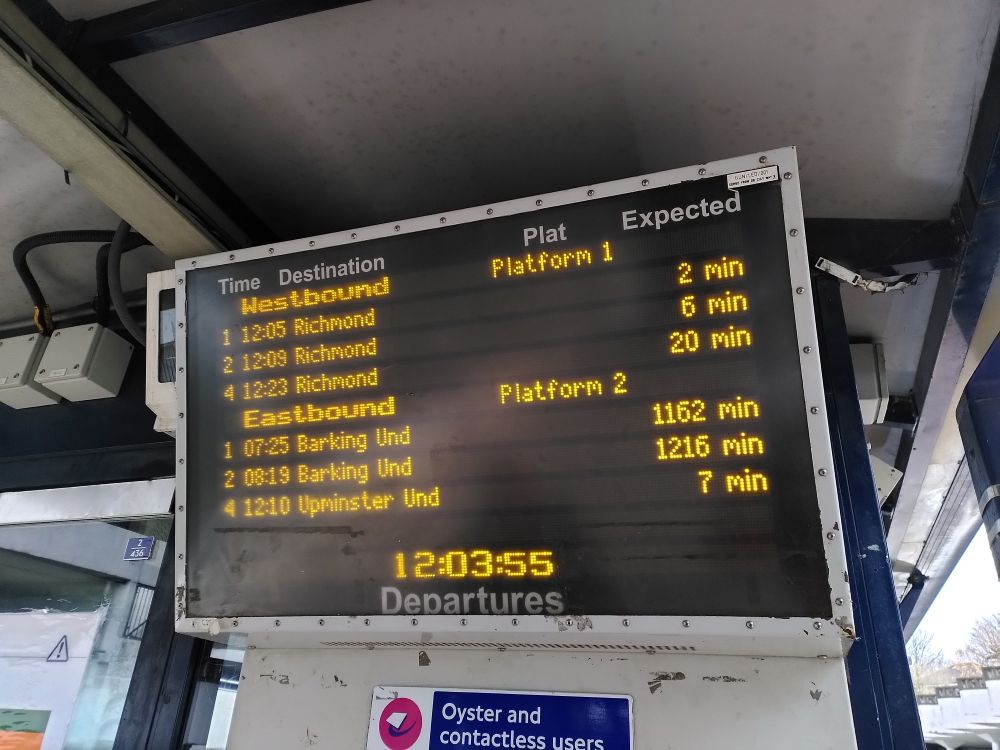 Time Destination Plat Expected
Westbound Platform 1
1 12:05 Richmond 2 min
2 12:09 Richmond 6 min
4 12:23 Richmond 20 min
Eastbound Platform 2
1 07:25 Barking Und 1162 min
2 08:19 Barking Und 1216 min
4 12:10 Upminster Und 7 min
12:03:55
Departures
2
436
Oyster and
contactless users